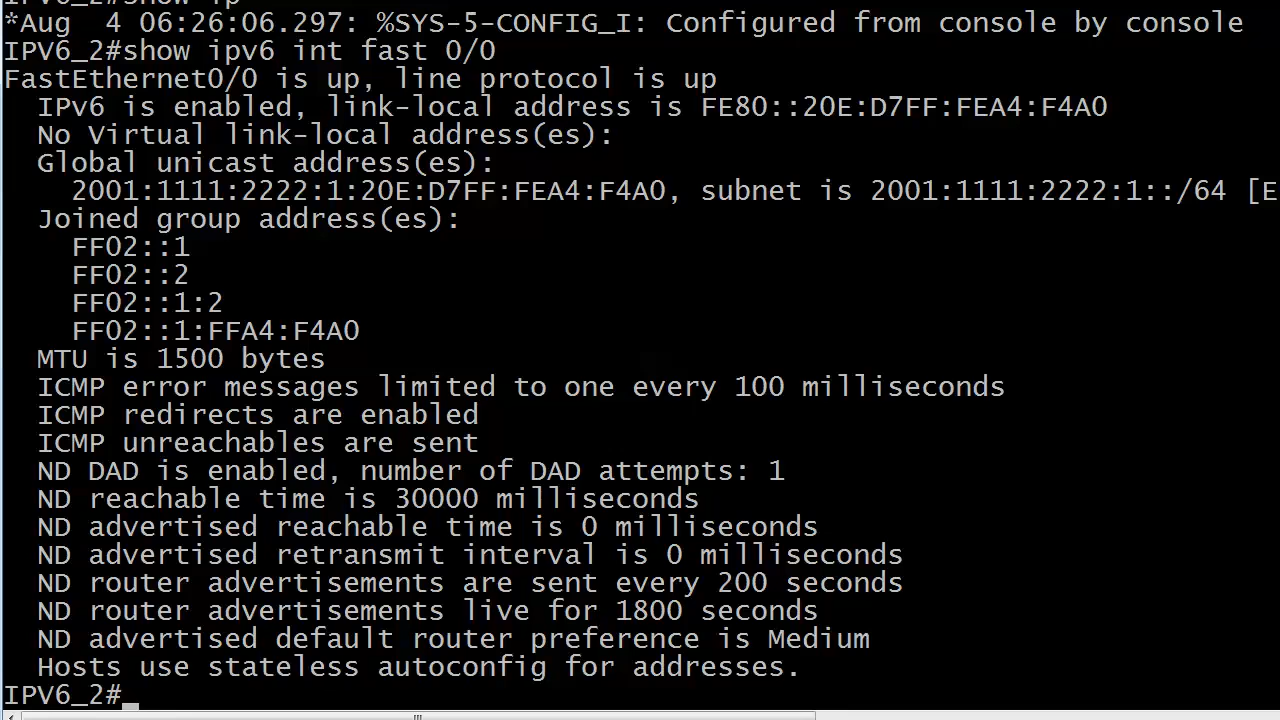 *Aug  4 06:26:06.297: %SYS-5-CONFIG_I: Configured from console by console
IPV6_2#show ipv6 int fast 0/0
FastEthernet0/0 is up, line protocol is up
  IPv6 is enabled, link-local address is FE80::20E:D7FF:FEA4:F4A0
  No Virtual link-local address(es):
  Global unicast address(es):
    2001:1111:2222:1:20E:D7FF:FEA4:F4A0, subnet is 2001:1111:2222:1::/64 [E
  Joined group address(es):
    FF02::1
    FF02::2
    FF02::1:2
    FF02::1:FFA4:F4A0
  MTU is 1500 bytes
  ICMP error messages limited to one every 100 milliseconds
  ICMP redirects are enabled
  ICMP unreachables are sent
  ND DAD is enabled, number of DAD attempts: 1
  ND reachable time is 30000 milliseconds
  ND advertised reachable time is 0 milliseconds
  ND advertised retransmit interval is 0 milliseconds
  ND router advertisements are sent every 200 seconds
  ND router advertisements live for 1800 seconds
  ND advertised default router preference is Medium
  Hosts use stateless autoconfig for addresses.
IPV6_2#